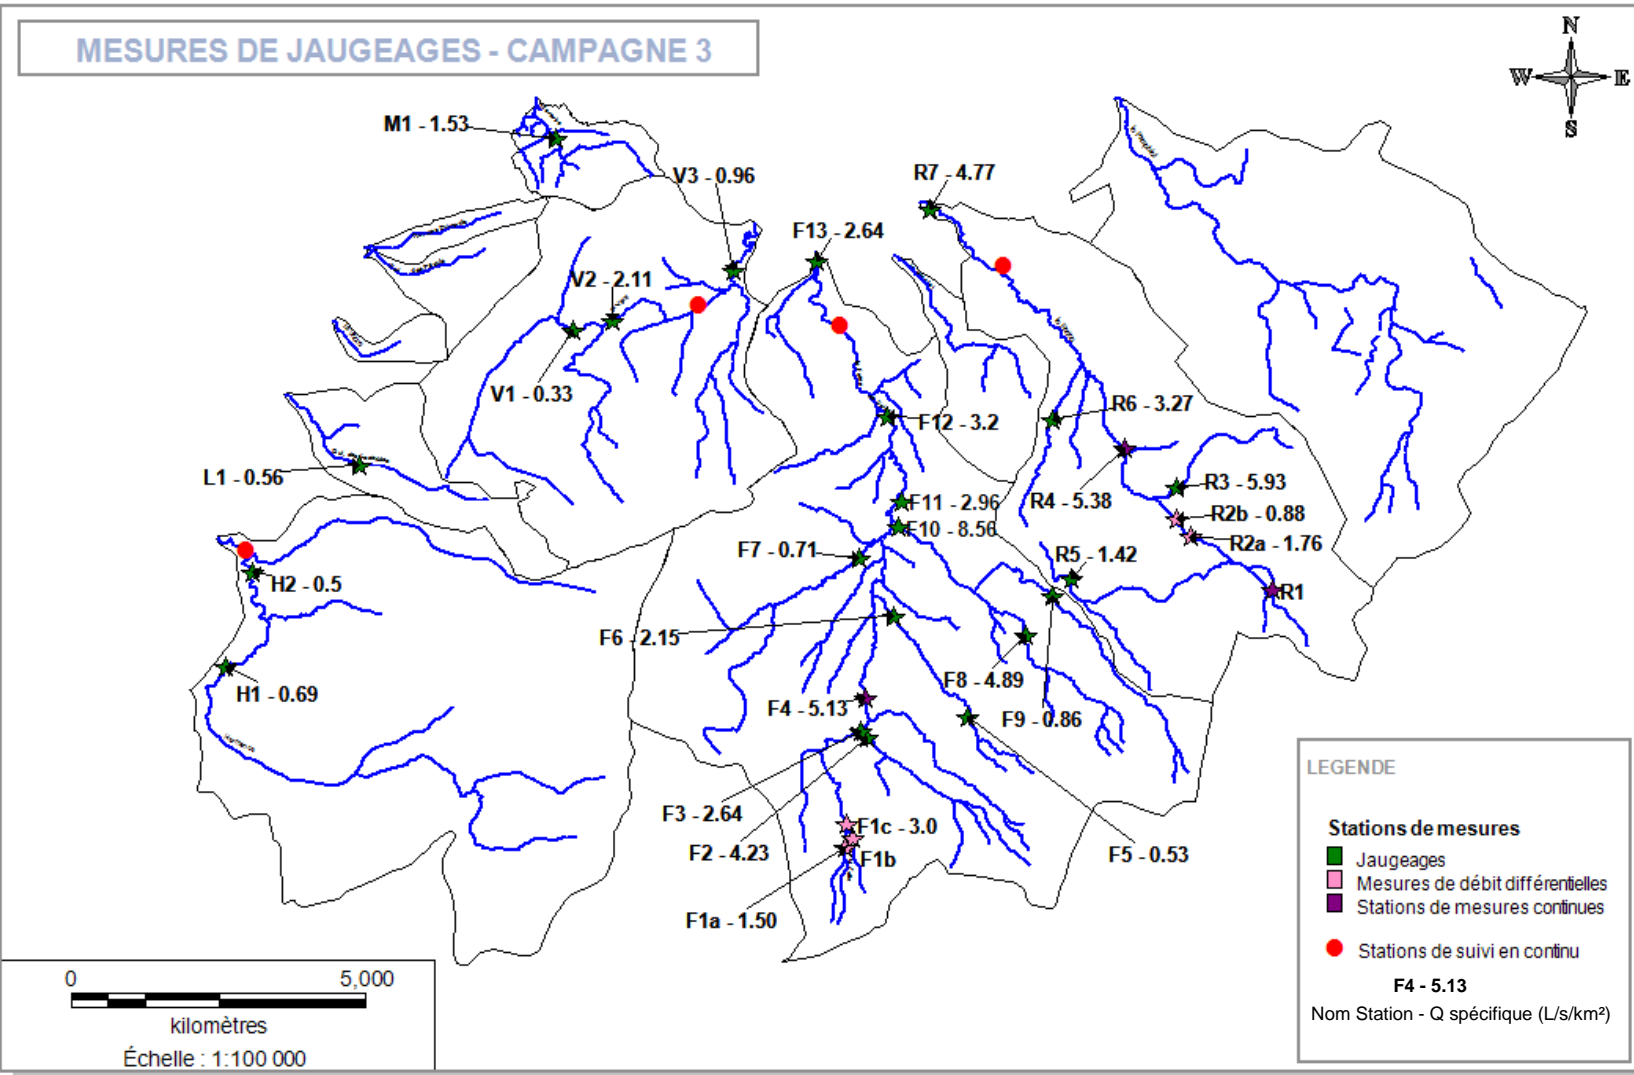 MESURES DE JAUGEAGES - CAMPAGNE 3
N
W E
S
M1 - 1.53
V3 - 0.96
R7 - 4.77
F13 - 2.64
V2 - 2.11
V1 - 0.33
R6 - 3.27
F12 - 3.2
L1 - 0.56
R3 - 5.93
F11 - 2.96
R4 - 5.38
R2b - 0.88
F10 - 8.56
R2a - 1.76
F7 - 0.71
R5 - 1.42
H2 - 0.5
R1
F6 - 2.15
F8 - 4.89
H1 - 0.69
F4 - 5.13
F9 - 0.86
F3 - 2.64
F1c - 3.0
F2 - 4.23
F1b
F5 - 0.53
F1a - 1.50
LEGENDE
Stations de mesures
Jaugeages
Mesures de débit différentielles
Stations de mesures continues
Stations de suivi en continu
F4 - 5.13
Nom Station - Q spécifique (L/s/km²)
0 5,000
kilomètres
Échelle : 1:100 000